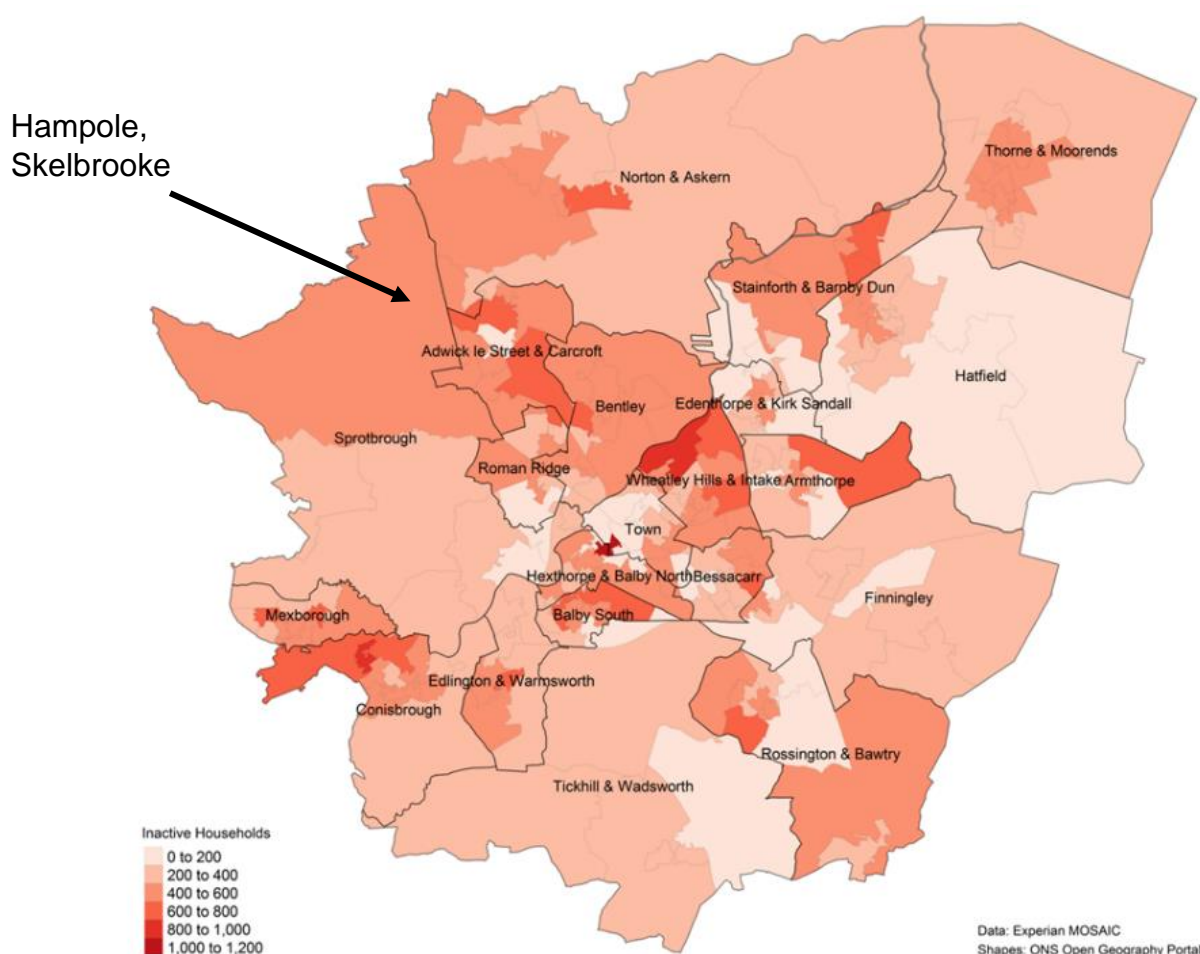 Hampole,
Skelbrooke
Thorne & Moorends
Norton & Askern
Stainforth & Barnby Dun
Adwick le Street & Carcroft
Hatfield
Bentley
Edenthorpe & Kirk Sandall
Sprotbrough
Roman Ridge
Wheatley Hills & Intake
Armthorpe
Town
Hexthorpe & Balby North
Bessacarr
Finningley
Mexborough
Balby South
Edlington & Warmsworth
Conisbrough
Rossington & Bawtry
Tickhill & Wadsworth
Inactive Households
0 to 200
200 to 400
400 to 600
600 to 800
800 to 1,000
1,000 to 1,200
Data: Experian MOSAIC
Shapes: ONS Open Geography Portal